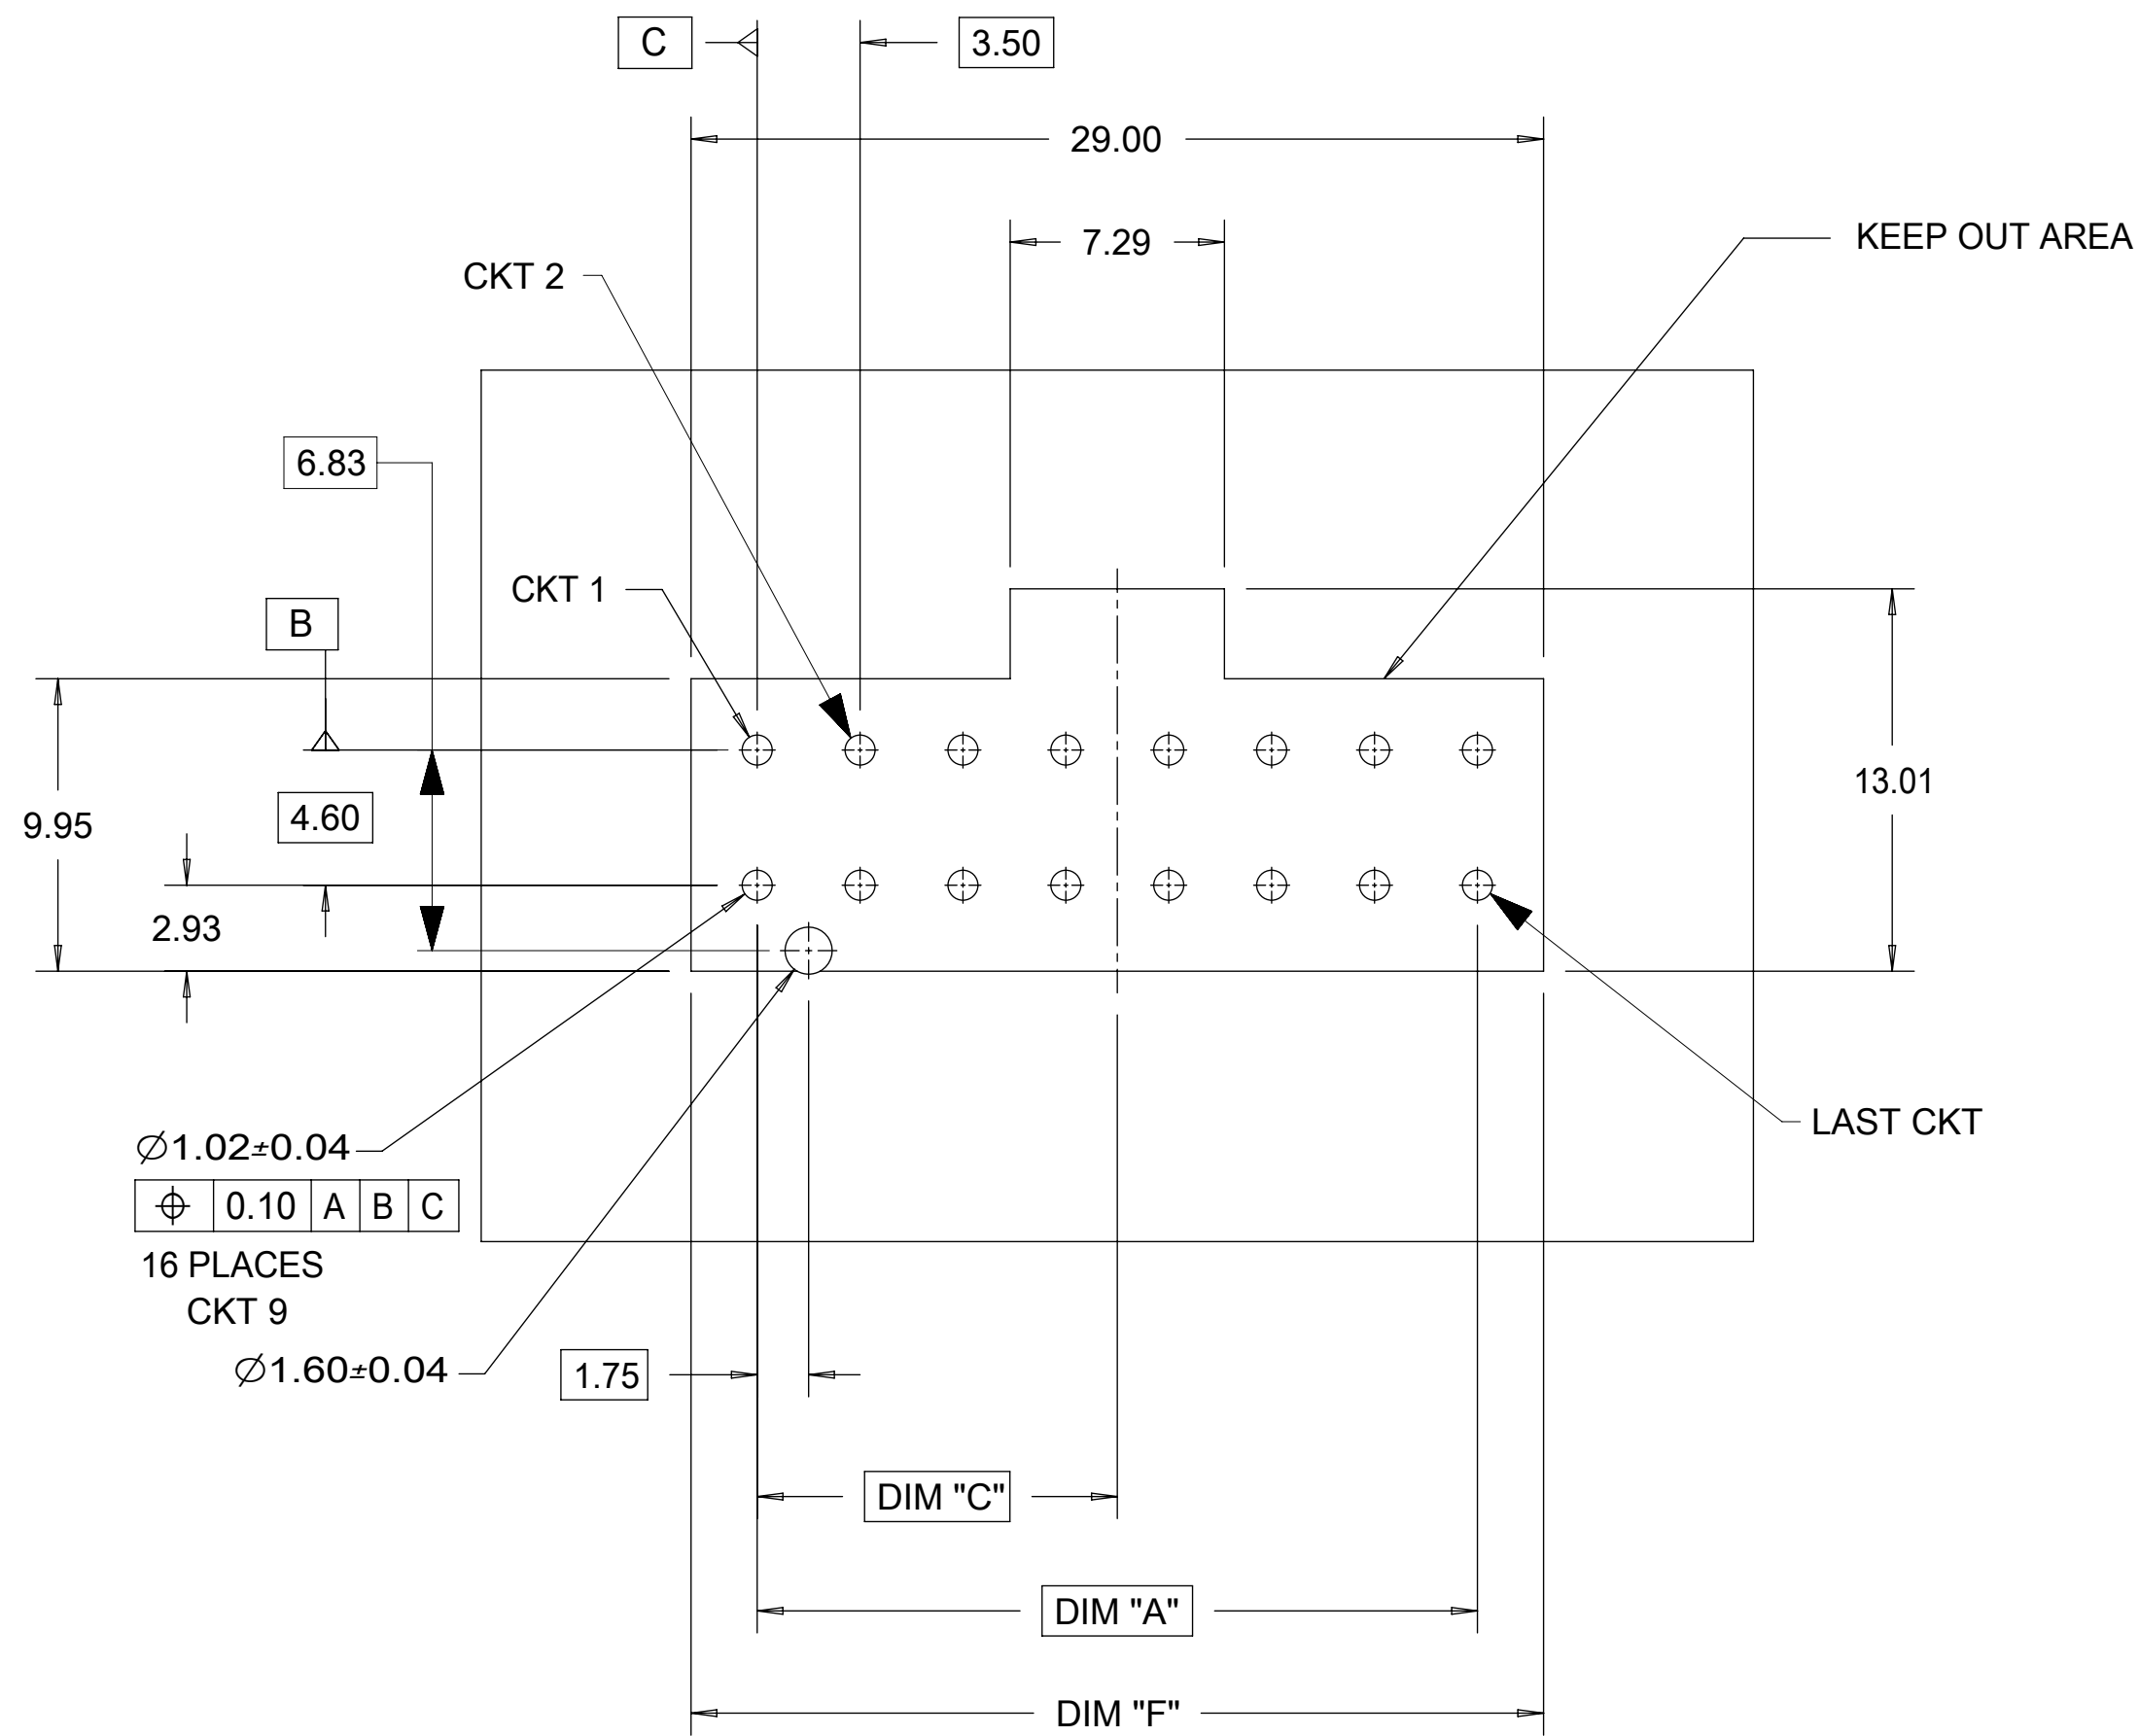 C
3.50
29.00
7.29
KEEP OUT AREA
CKT 2
6.83
CKT 1
B
13.01
9.95
4.60
2.93
LAST CKT
∅1.02±0.04
⌖ 0.10 A B C
16 PLACES
CKT 9
∅1.60±0.04
1.75
DIM "C"
DIM "A"
DIM "F"